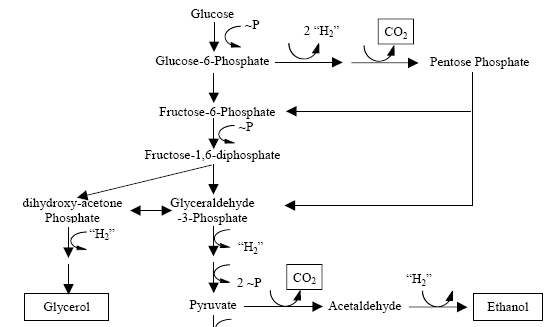 Glucose
~P
2 “H2”
CO2
Glucose-6-Phosphate
Pentose Phosphate
Fructose-6-Phosphate
~P
Fructose-1,6-diphosphate
dihydroxy-acetone
Phosphate
Glyceraldehyde
-3-Phosphate
“H2”
“H2”
2 ~P
CO2
“H2”
Glycerol
Pyruvate
Acetaldehyde
Ethanol